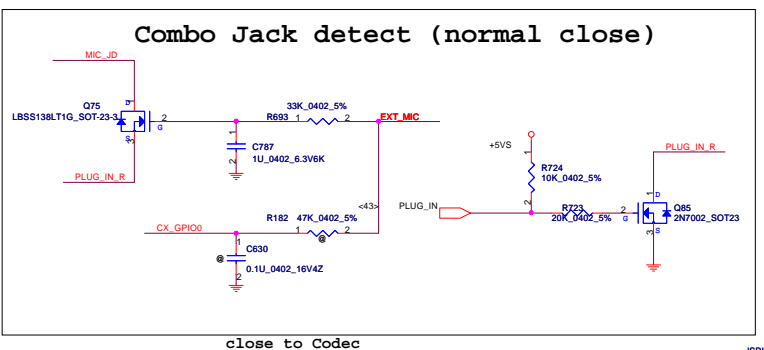 Combo Jack detect (normal close)
MIC_JD
Q75
LBSS138LT1G_SOT-23-3
D
1
2
G
S
3
PLUG_IN_R
33K_0402_5%
R693 1 2
EXT_MIC
1
C787
2
1U_0402_6.3V6K
<43>
CX_GPIO0
R182 47K_0402_5%
1 2
@
1
C630
@
2
0.1U_0402_16V4Z
+5VS
1
R724
10K_0402_5%
2
PLUG_IN
R723
20K_0402_5%
PLUG_IN_R
1
D
2
G
Q85
2N7002_SOT23
3
S
close to Codec